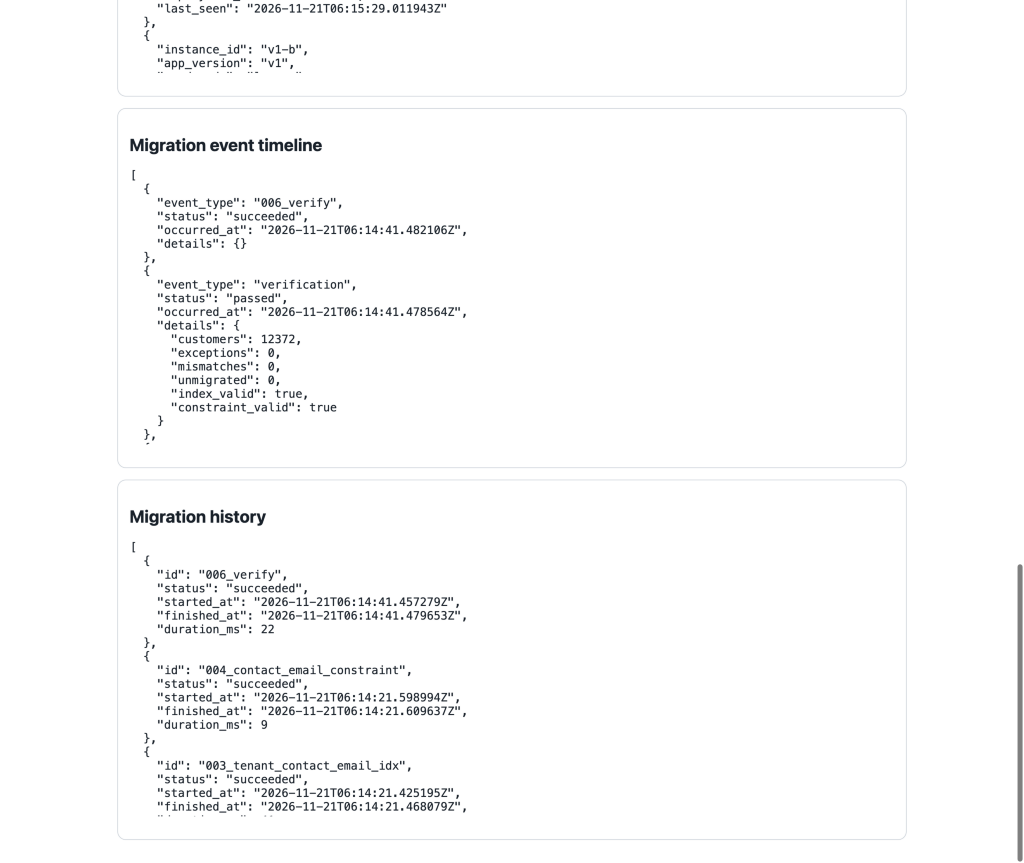 "last_seen": "2026-11-21T06:15:29.011943Z"
},
{
"instance_id": "v1-b",
"app_version": "v1",
Migration event timeline
[
{
"event_type": "006_verify",
"status": "succeeded",
"occurred_at": "2026-11-21T06:14:41.482106Z",
"details": {}
},
{
"event_type": "verification",
"status": "passed",
"occurred_at": "2026-11-21T06:14:41.478564Z",
"details": {
"customers": 12372,
"exceptions": 0,
"mismatches": 0,
"unmigrated": 0,
"index_valid": true,
"constraint_valid": true
}
},
Migration history
[
{
"id": "006_verify",
"status": "succeeded",
"started_at": "2026-11-21T06:14:41.457279Z",
"finished_at": "2026-11-21T06:14:41.479653Z",
"duration_ms": 22
},
{
"id": "004_contact_email_constraint",
"status": "succeeded",
"started_at": "2026-11-21T06:14:21.598994Z",
"finished_at": "2026-11-21T06:14:21.609637Z",
"duration_ms": 9
},
{
"id": "003_tenant_contact_email_idx",
"status": "succeeded",
"started_at": "2026-11-21T06:14:21.425195Z",
"finished_at": "2026-11-21T06:14:21.468079Z",